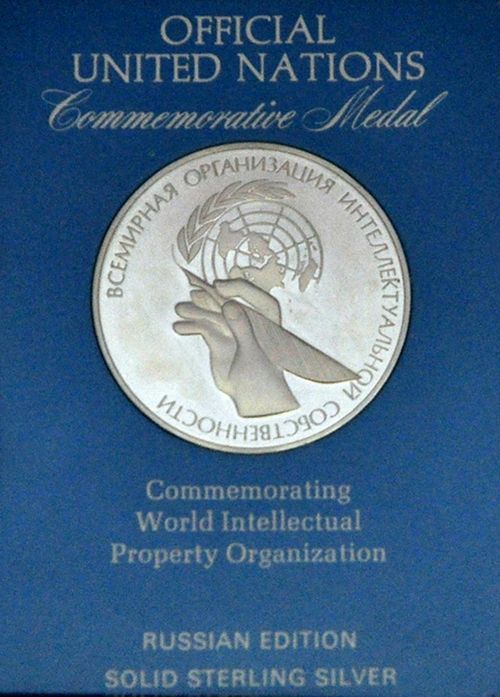 OFFICIAL
UNITED NATIONS
Commemorative Medal
ВСЕМИРНАЯ ОРГАНИЗАЦИЯ ИНТЕЛЛЕКТУАЛЬНОЙ СОБСТВЕННОСТИ
Commemorating
World Intellectual
Property Organization
RUSSIAN EDITION
SOLID STERLING SILVER